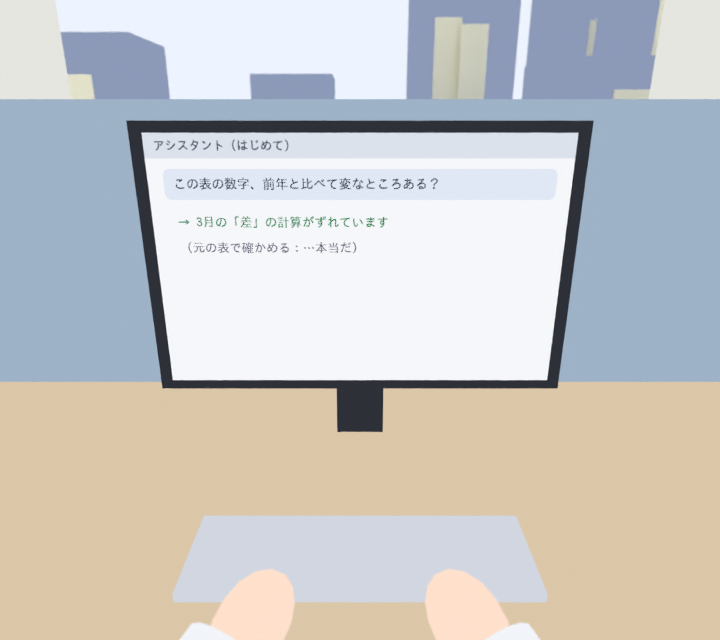 アシスタント（はじめて）
この表の数字、前年と比べて変なところある？
→ 3月の「差」の計算がずれています
（元の表で確かめる：…本当だ）